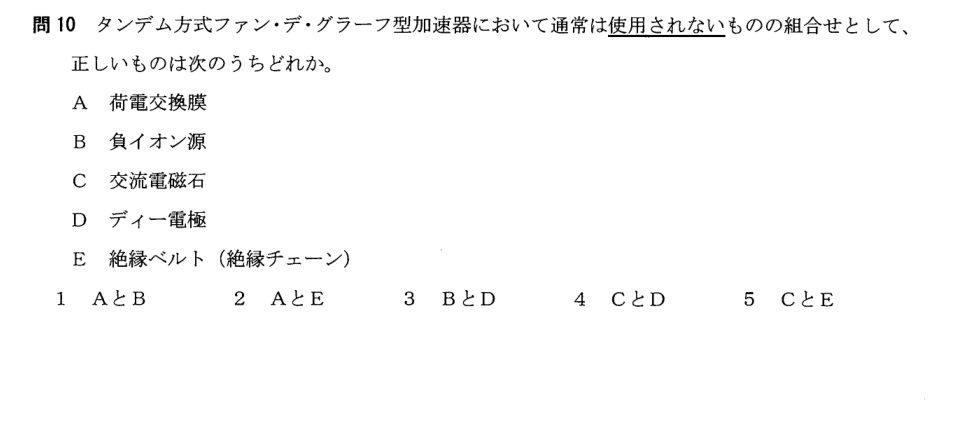 問10 タンデム方式ファン・デ・グラーフ型加速器において通常は使用されないものの組合せとして、
正しいものは次のうちどれか。
A 荷電交換膜
B 負イオン源
C 交流電磁石
D ディー電極
E 絶縁ベルト（絶縁チェーン）
1 AとB 2 AとE 3 BとD 4 CとD 5 CとE